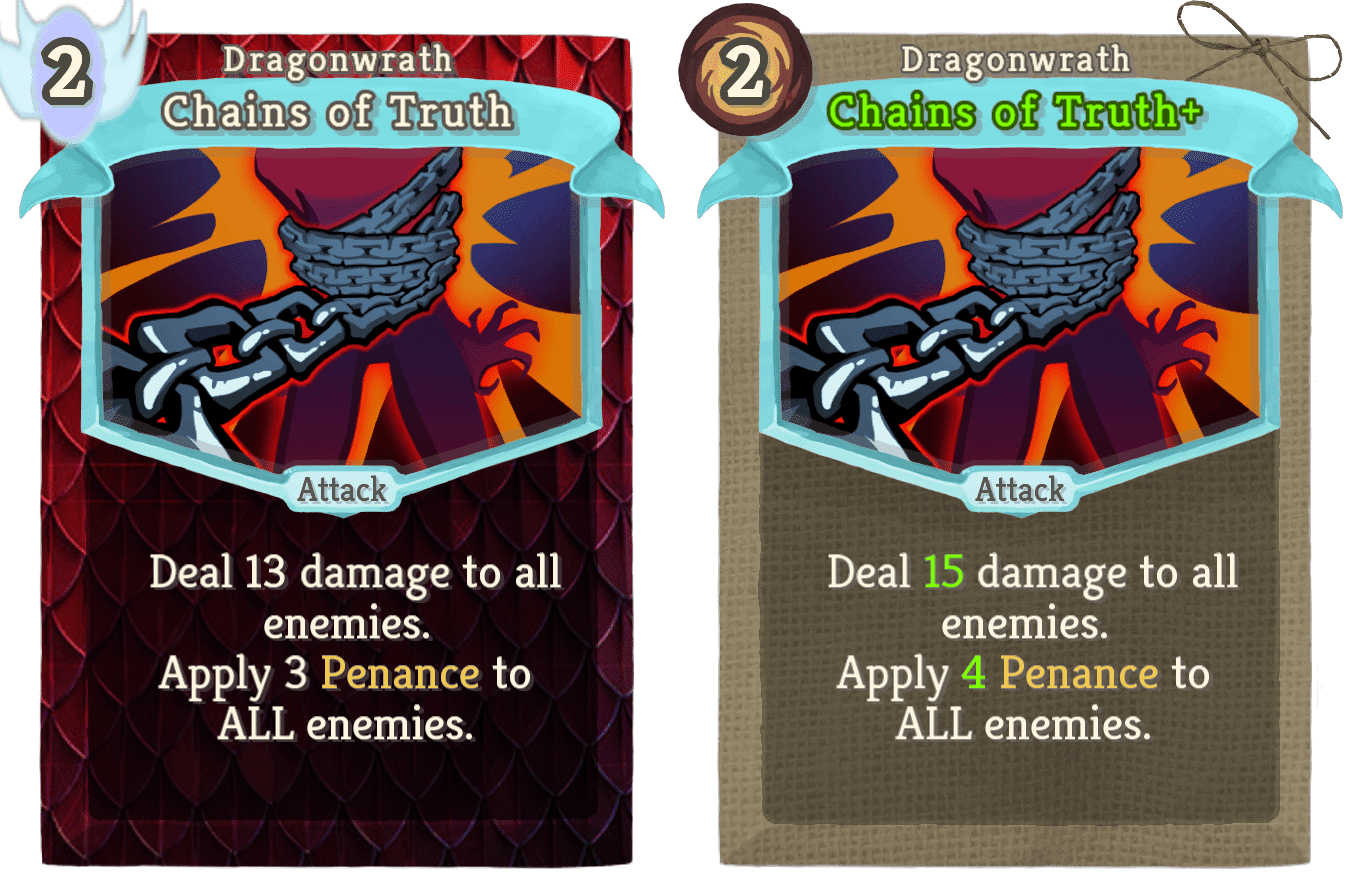 2
Dragonwrath
Chains of Truth
Attack
Deal 13 damage to all
enemies.
Apply 3 Penance to
ALL enemies.
2
Dragonwrath
Chains of Truth+
Attack
Deal 15 damage to all
enemies.
Apply 4 Penance to
ALL enemies.